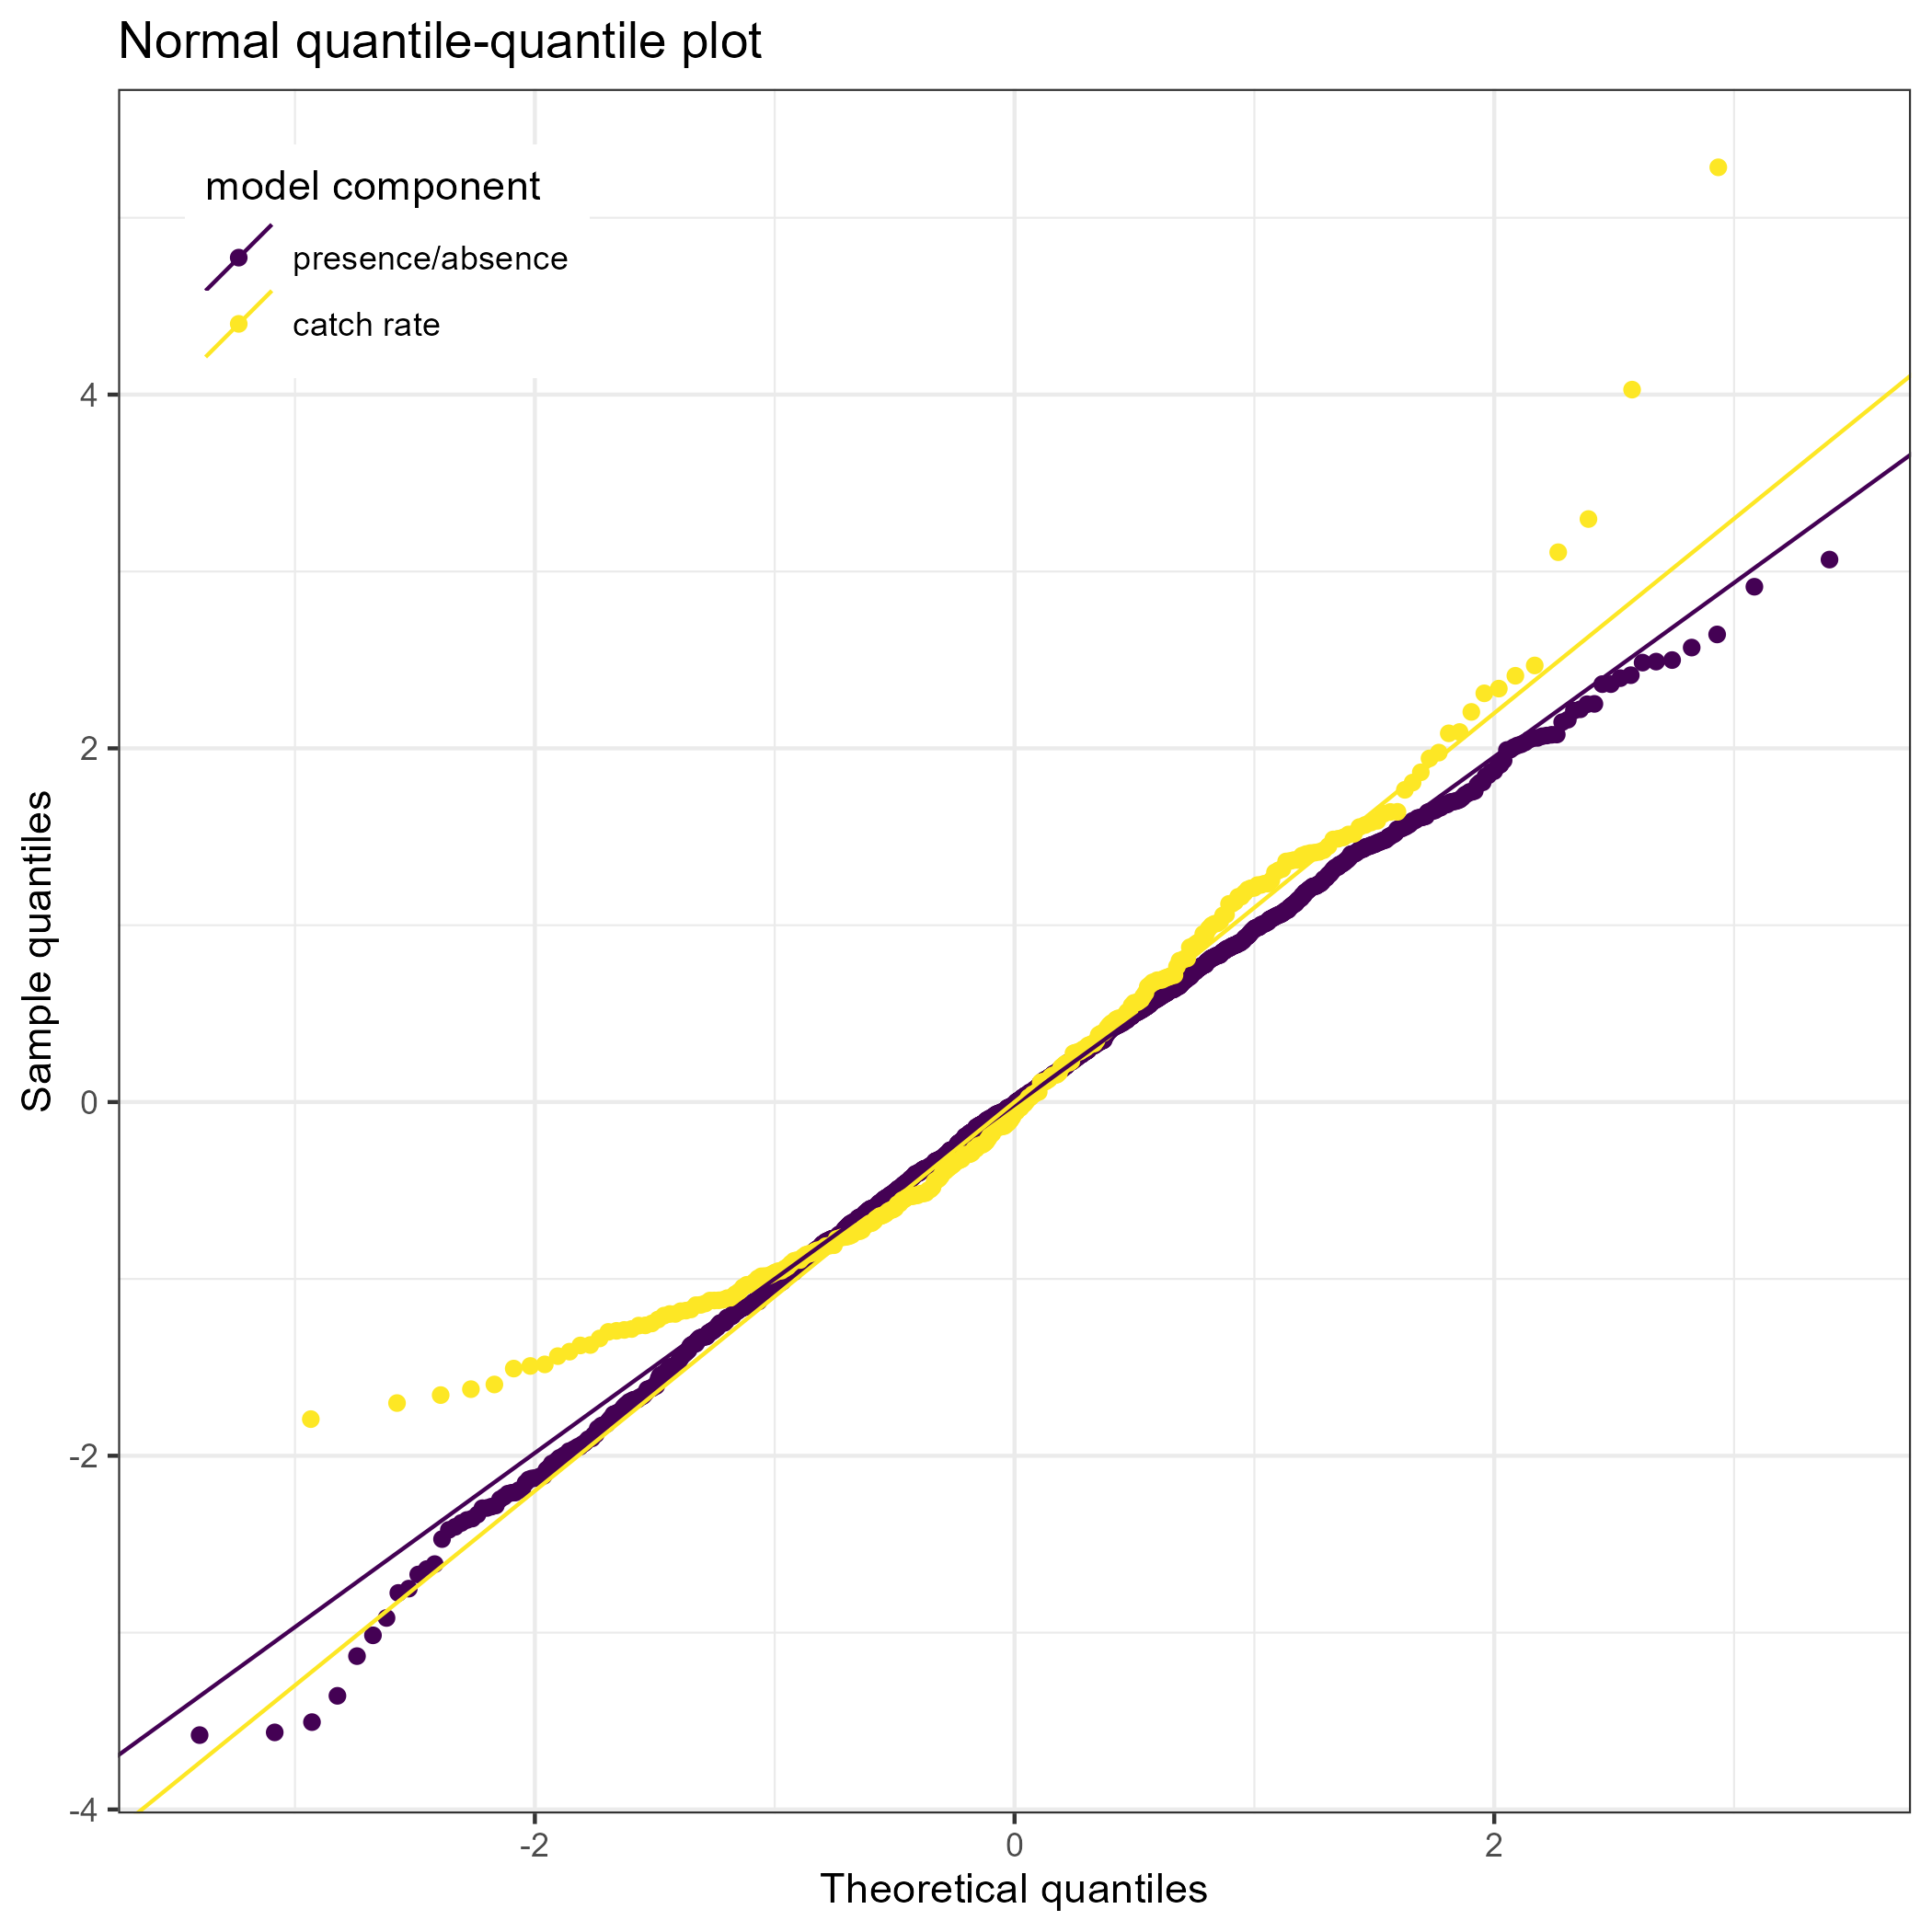 Normal quantile-quantile plot
model component
presence/absence
catch rate
4
2
0
-2
-4
Sample quantiles
-2
0
2
Theoretical quantiles